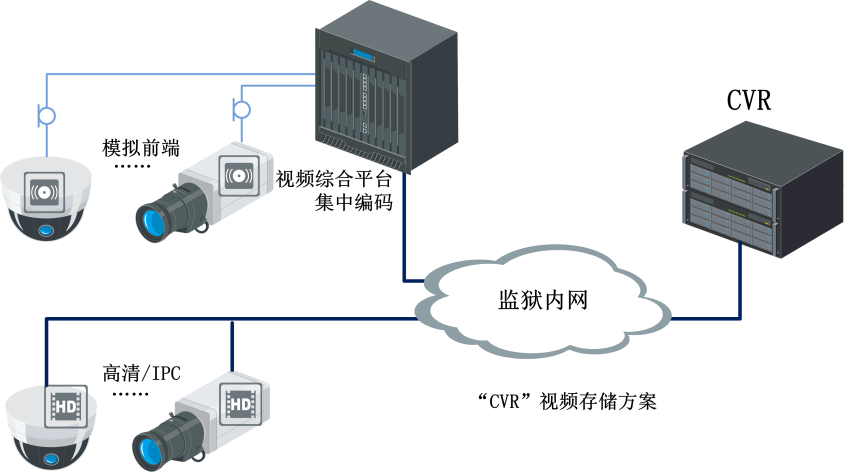 CVR
模拟前端
……
视频综合平台
集中编码
监狱内网
高清/IPC
……
HD
HD
“CVR”视频存储方案